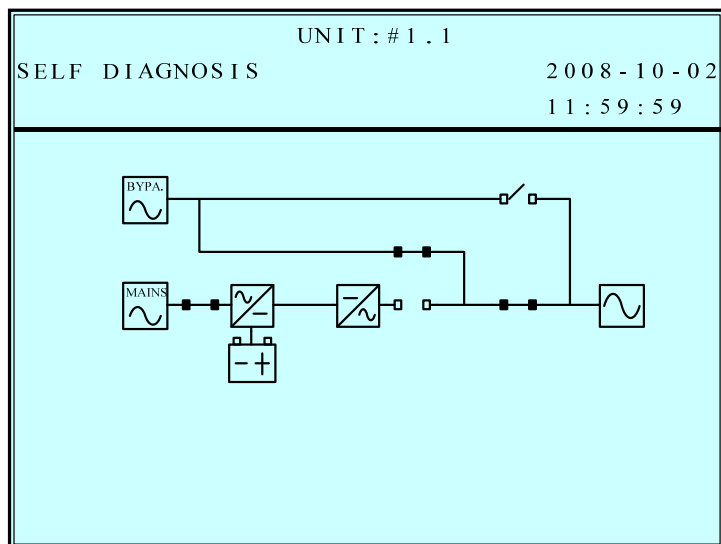 UNIT:#1.1
SELF DIAGNOSIS
2008-10-02
11:59:59
BYPA.
MAINS